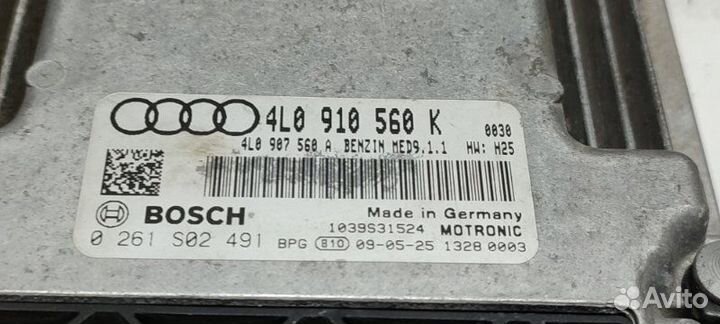 4L0 910 560 K 0030
4L0 907 560 A BENZIN MED9.1.1 HW: H25
BOSCH
Made in Germany
1039S31524 MOTRONIC
0 261 S02 491 BPG 810 09-05-25 1328 0003
Avito